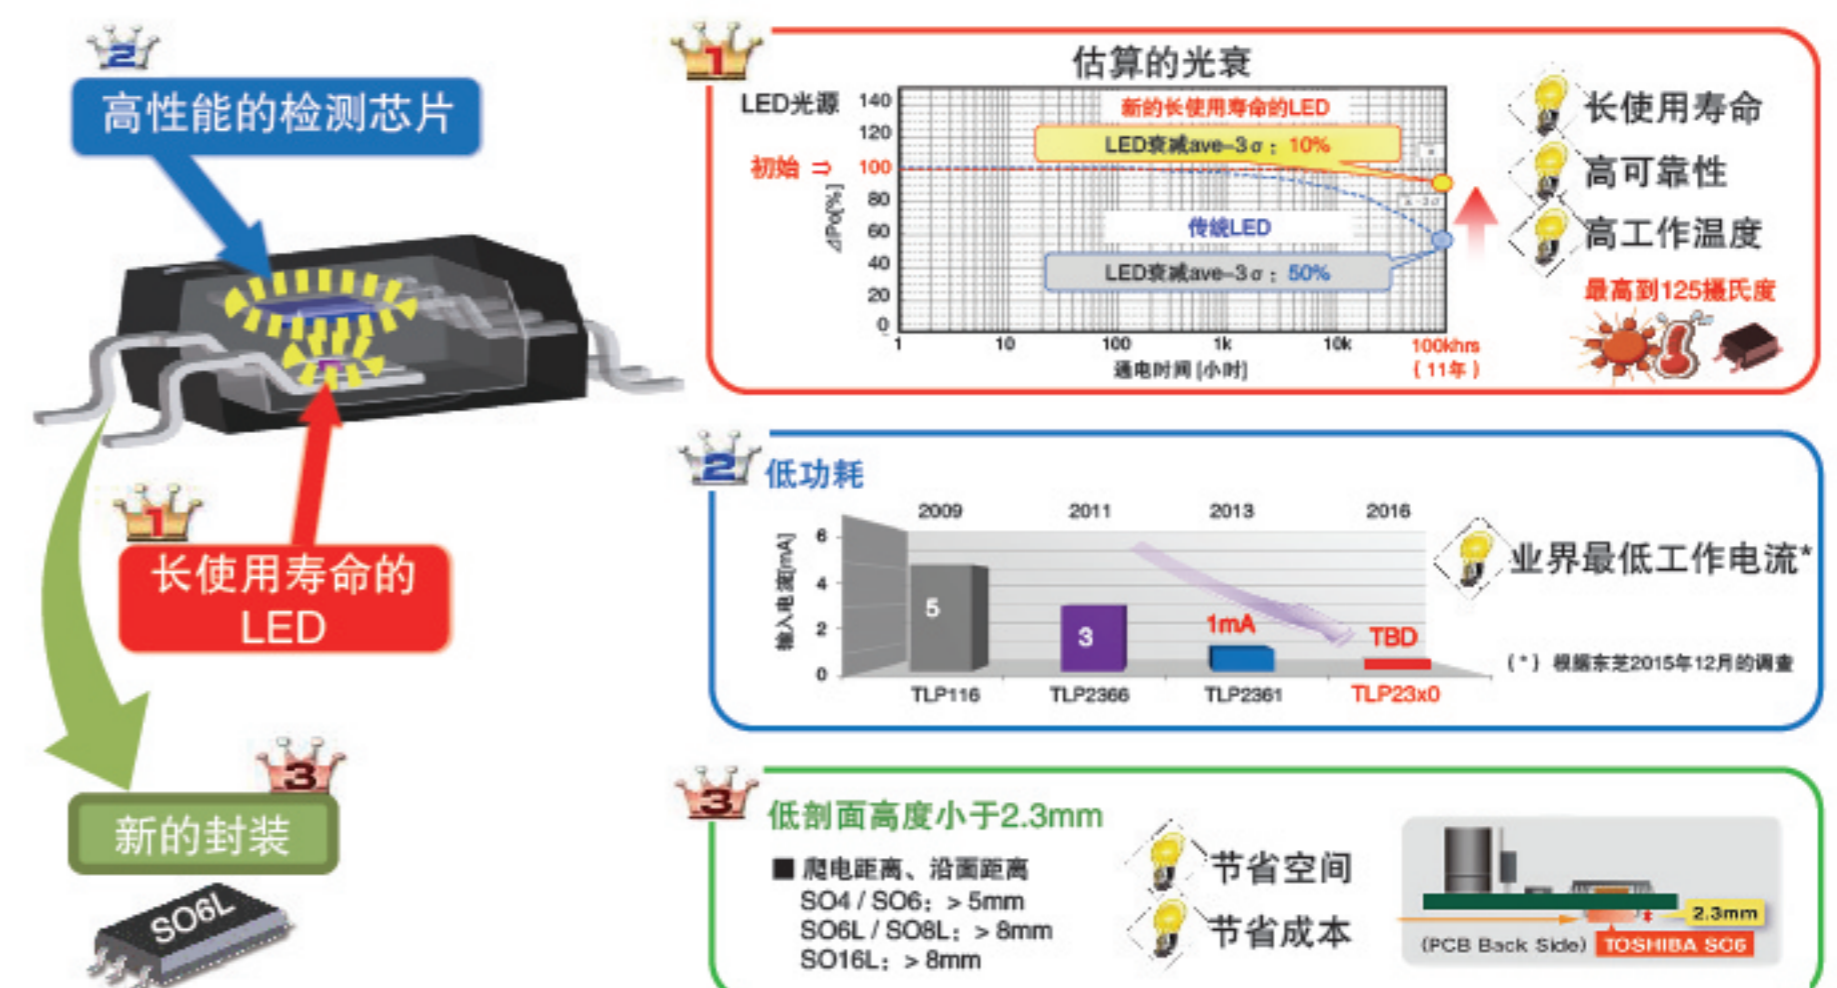 2
高性能的检测芯片
1
长使用寿命的
LED
3
新的封装
SO6L
1
估算的光衰
LED光源
140
120
初始 ⇒ 100
80
60
40
20
0
⊿Po[%]
新的长使用寿命的LED
LED衰减ave-3σ：10%
传统LED
LED衰减ave-3σ：50%
1 10 100 1k 10k 100khrs
通电时间 [小时] (11年)
长使用寿命
高可靠性
高工作温度
最高到125摄氏度
2
低功耗
2009 2011 2013 2016
输入电流[mA]
6
4
2
0
5
3
1mA
TBD
TLP116 TLP2366 TLP2361 TLP23x0
业界最低工作电流*
(*) 根据东芝2015年12月的调查
3
低剖面高度小于2.3mm
■ 爬电距离、沿面距离
SO4 / SO6：> 5mm
SO6L / SO8L：> 8mm
SO16L：> 8mm
节省空间
节省成本
2.3mm
(PCB Back Side) TOSHIBA SO6